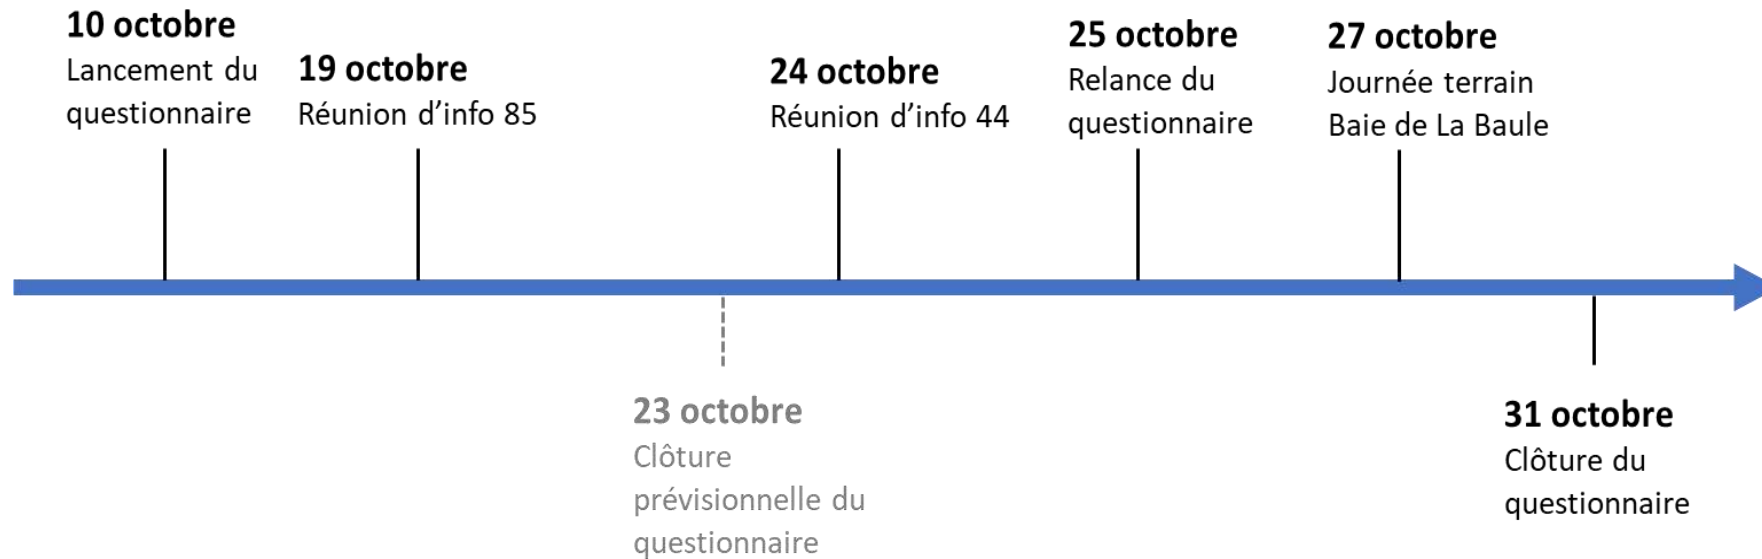 10 octobre
Lancement du
questionnaire
19 octobre
Réunion d’info 85
24 octobre
Réunion d’info 44
25 octobre
Relance du
questionnaire
27 octobre
Journée terrain
Baie de La Baule
23 octobre
Clôture
prévisionnelle du
questionnaire
31 octobre
Clôture du
questionnaire